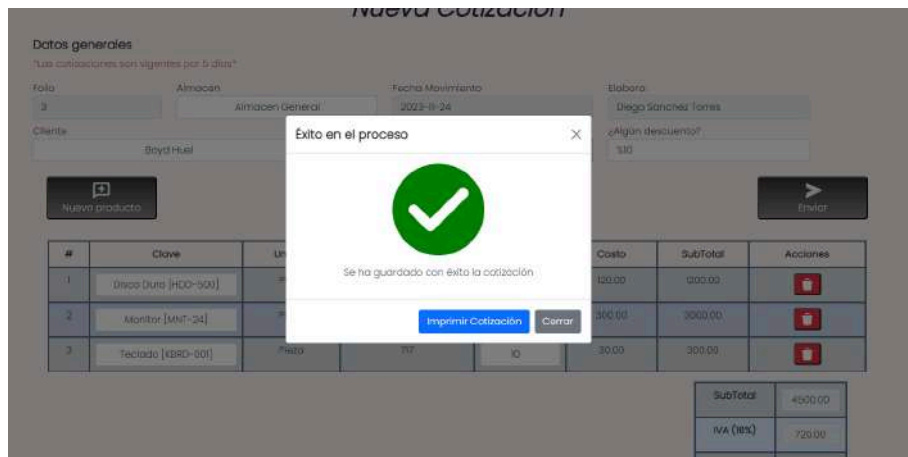 Nueva Cotización
Datos generales
*Las cotizaciones son vigentes por 5 días*
Folio Almacén Fecha Movimiento Elaboro
3 Almacen General 2023-11-24 Diego Sanchez Torres
Cliente ¿Algún descuento?
Boyd Huel %10
Éxito en el proceso
Se ha guardado con éxito la cotización
Imprimir Cotización Cerrar
Nuevo producto Enviar
# Clave Costo SubTotal Acciones
1 Disco Duro [HDD-500] 120.00 1200.00
2 Monitor [MNT-24] 300.00 3000.00
3 Teclado [KBRD-001] 717 10 30.00 300.00
SubTotal 4500.00
IVA (16%) 720.00